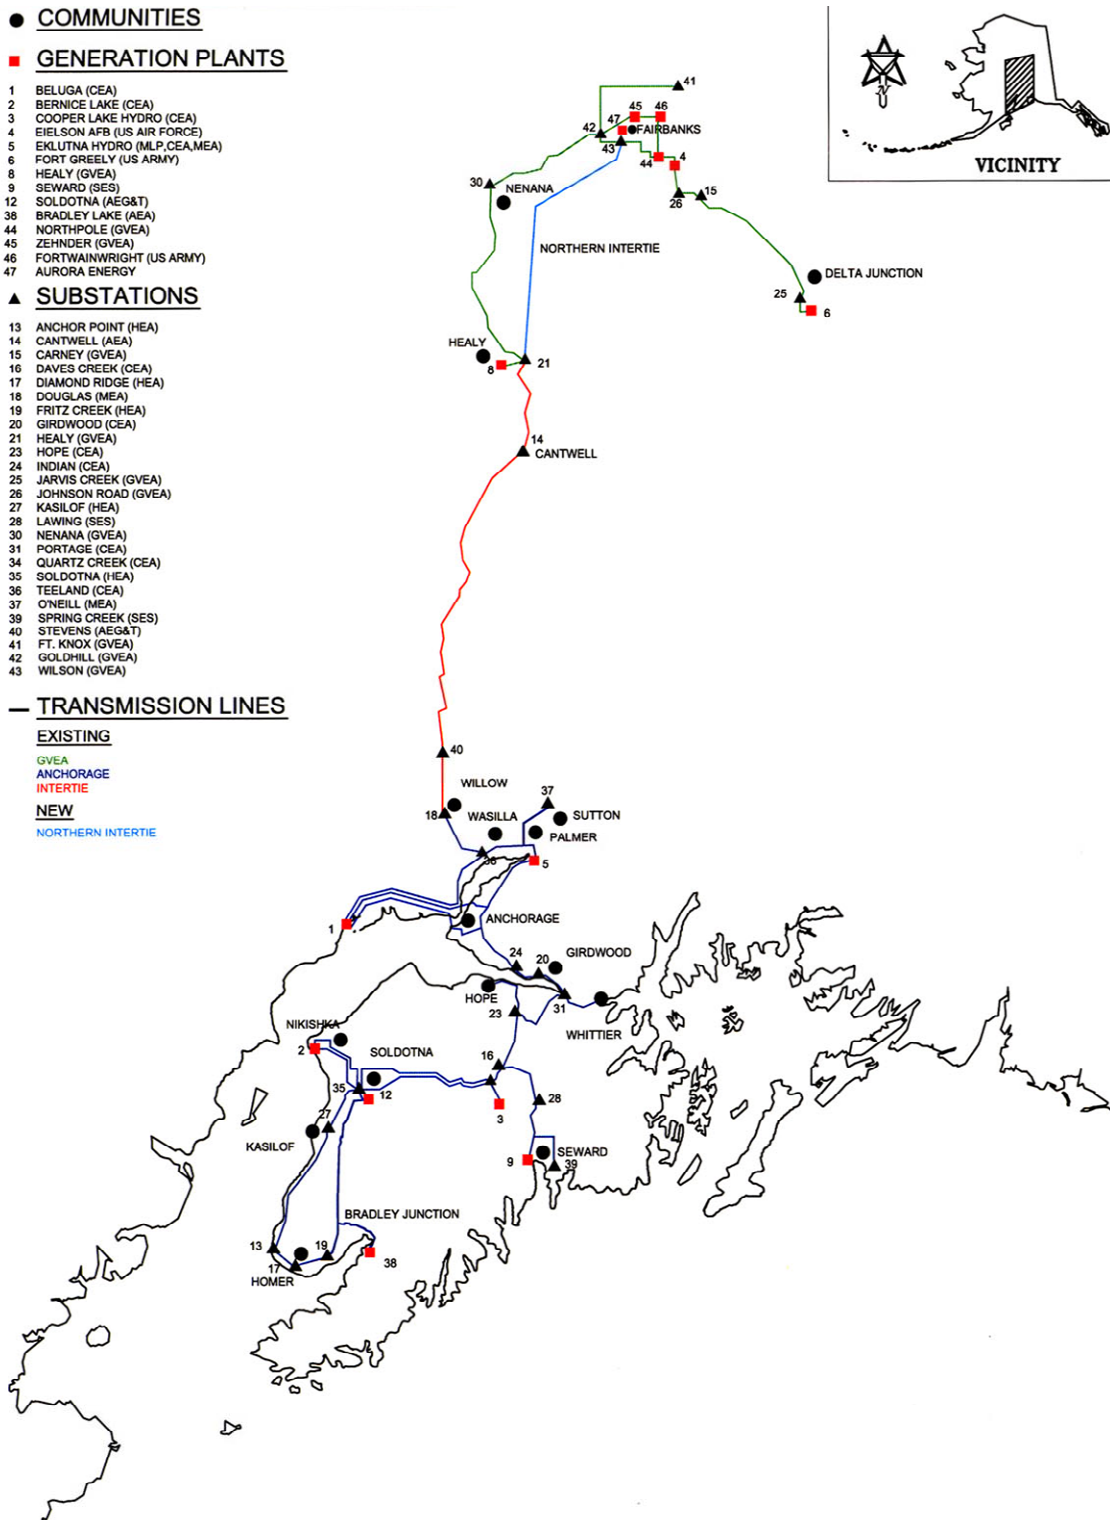 COMMUNITIES
GENERATION PLANTS
1 BELUGA (CEA)
2 BERNICE LAKE (CEA)
3 COOPER LAKE HYDRO (CEA)
4 EIELSON AFB (US AIR FORCE)
5 EKLUTNA HYDRO (MLP,CEA,MEA)
6 FORT GREELY (US ARMY)
8 HEALY (GVEA)
9 SEWARD (SES)
12 SOLDOTNA (AEG&T)
38 BRADLEY LAKE (AEA)
44 NORTHPOLE (GVEA)
45 ZEHNDER (GVEA)
46 FORTWAINWRIGHT (US ARMY)
47 AURORA ENERGY
SUBSTATIONS
13 ANCHOR POINT (HEA)
14 CANTWELL (AEA)
15 CARNEY (GVEA)
16 DAVES CREEK (CEA)
17 DIAMOND RIDGE (HEA)
18 DOUGLAS (MEA)
19 FRITZ CREEK (HEA)
20 GIRDWOOD (CEA)
21 HEALY (GVEA)
23 HOPE (CEA)
24 INDIAN (CEA)
25 JARVIS CREEK (GVEA)
26 JOHNSON ROAD (GVEA)
27 KASILOF (HEA)
28 LAWING (SES)
30 NENANA (GVEA)
31 PORTAGE (CEA)
34 QUARTZ CREEK (CEA)
35 SOLDOTNA (HEA)
36 TEELAND (CEA)
37 O'NEILL (MEA)
39 SPRING CREEK (SES)
40 STEVENS (AEG&T)
41 FT. KNOX (GVEA)
42 GOLDHILL (GVEA)
43 WILSON (GVEA)
TRANSMISSION LINES
EXISTING
GVEA
ANCHORAGE
INTERTIE
NEW
NORTHERN INTERTIE
N
VICINITY
41
45 46
47
42 FAIRBANKS
43
44 4
30 NENANA
26 15
NORTHERN INTERTIE
DELTA JUNCTION
25
6
HEALY
8 21
14
CANTWELL
40
WILLOW
37
18 WASILLA SUTTON
PALMER
36 5
1 ANCHORAGE
24 20 GIRDWOOD
HOPE 31
23
WHITTIER
NIKISHKA
2 SOLDOTNA 16
35 12 3 28
27
KASILOF
SEWARD
9 39
BRADLEY JUNCTION
13 19
17 38
HOMER